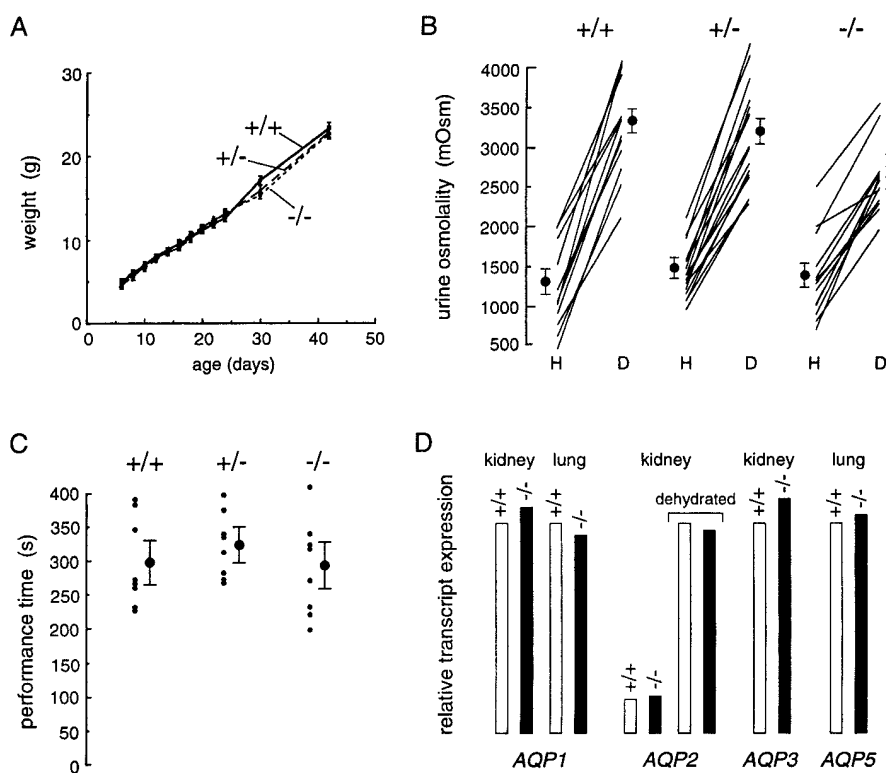 A
weight (g)
30
20
10
0
+/+
+/-
-/-
0 10 20 30 40 50
age (days)
B
+/+ +/- -/-
urine osmolality (mOsm)
4000
3500
3000
2500
2000
1500
1000
500
H D H D H D
C
+/+ +/- -/-
performance time (s)
400
350
300
250
200
150
100
50
0
D
kidney lung kidney kidney lung
dehydrated
relative transcript expression
+/+ -/- +/+ -/- +/+ -/- +/+ -/- +/+ -/-
AQP1 AQP2 AQP3 AQP5